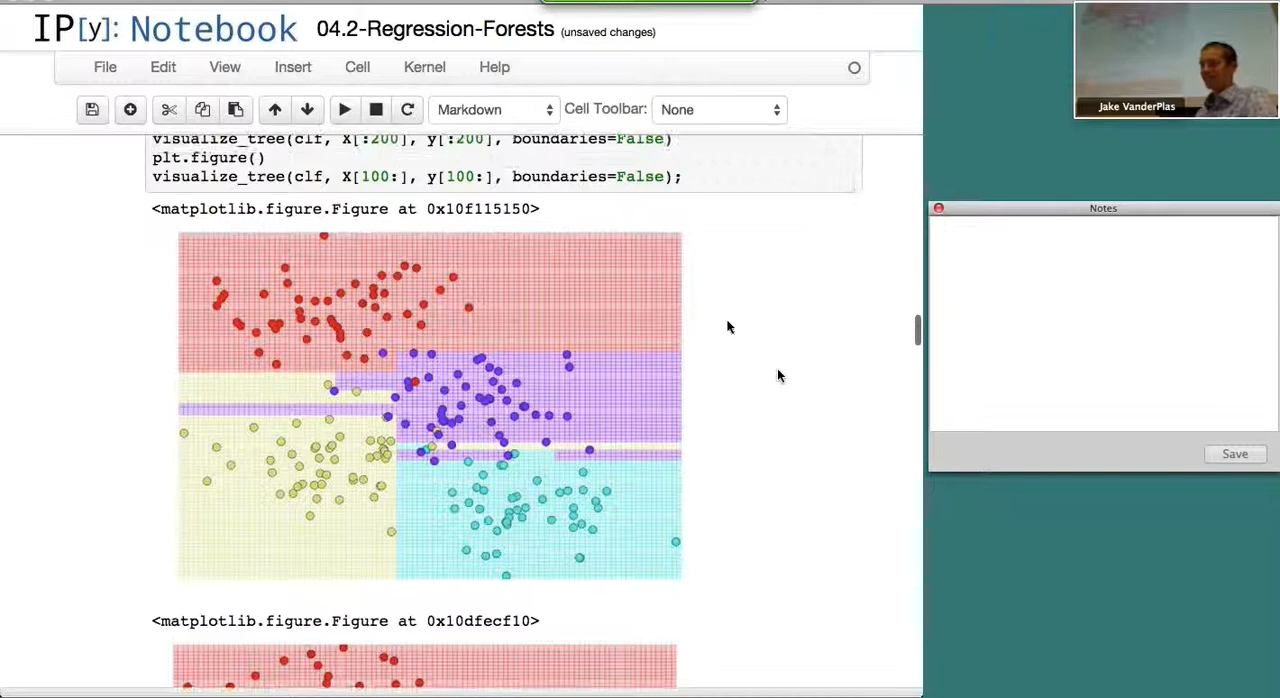 IP[y]: Notebook 04.2-Regression-Forests (unsaved changes)
File Edit View Insert Cell Kernel Help
Markdown Cell Toolbar: None
visualize_tree(clf, X[:200], y[:200], boundaries=False)
plt.figure()
visualize_tree(clf, X[100:], y[100:], boundaries=False);
<matplotlib.figure.Figure at 0x10f115150>
<matplotlib.figure.Figure at 0x10dfecf10>
Jake VanderPlas
Notes
Save